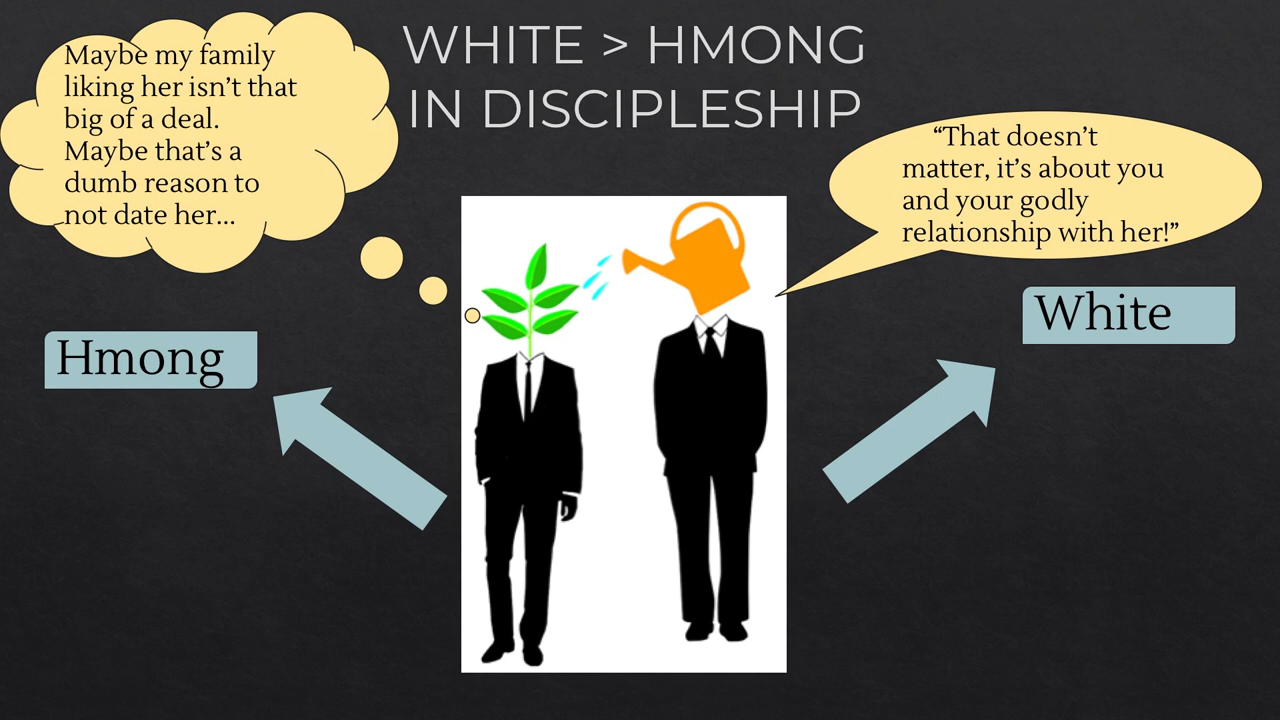 WHITE > HMONG
IN DISCIPLESHIP
Maybe my family
liking her isn’t that
big of a deal.
Maybe that’s a
dumb reason to
not date her...
“That doesn’t
matter, it’s about you
and your godly
relationship with her!”
Hmong
White